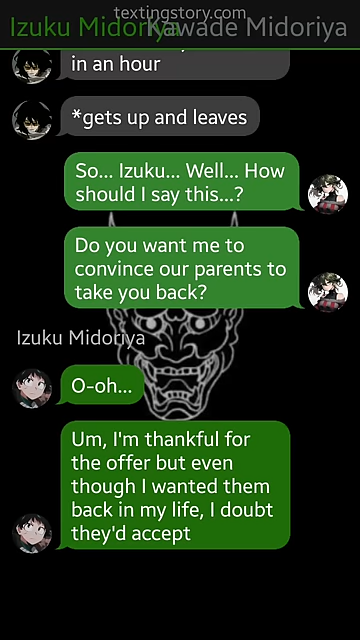 textingstory.com
Izuku Midoriya
Kawade Midoriya
in an hour
*gets up and leaves
So... Izuku... Well... How
should I say this...?
Do you want me to
convince our parents to
take you back?
Izuku Midoriya
O-oh...
Um, I'm thankful for
the offer but even
though I wanted them
back in my life, I doubt
they'd accept